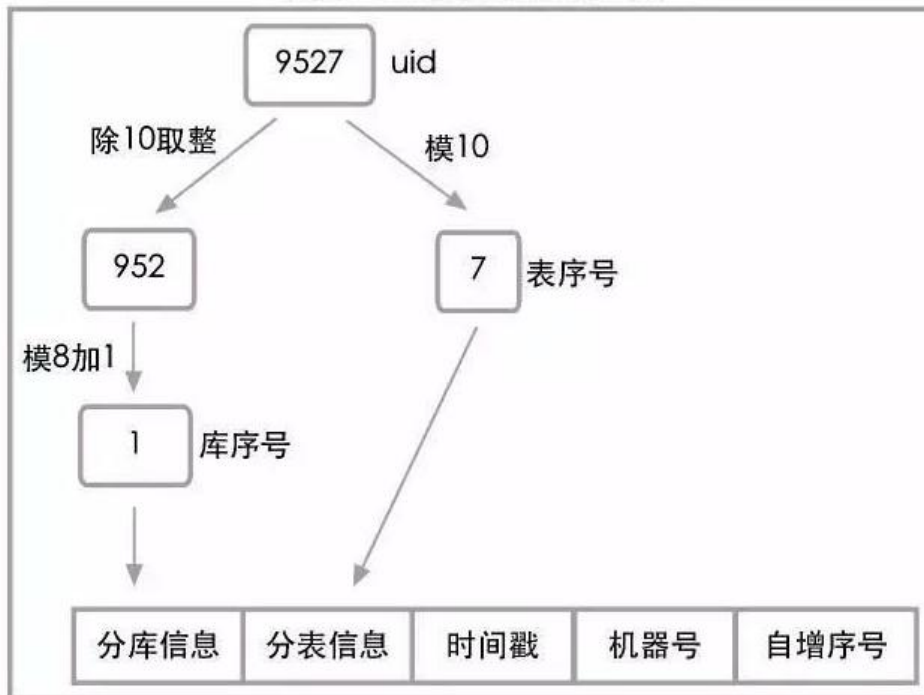 9527 uid
除10取整
模10
952
7 表序号
模8加1
1 库序号
分库信息 分表信息 时间戳 机器号 自增序号